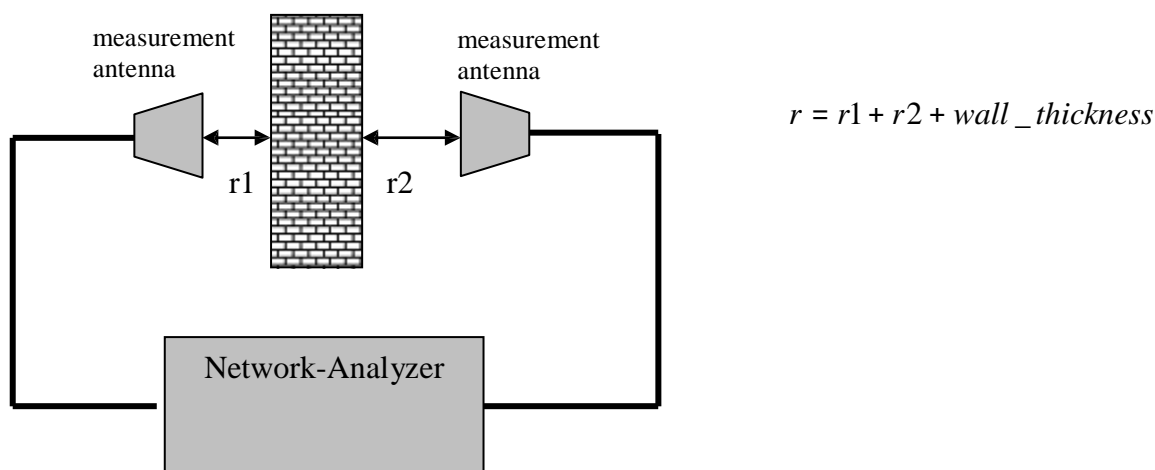 measurement
antenna
measurement
antenna
r = r1 + r2 + wall _ thickness
r1
r2
Network-Analyzer